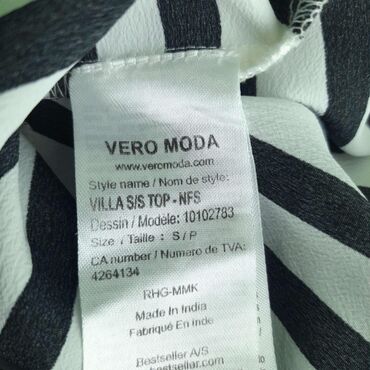 VERO MODA
www.veromoda.com
Style name / Nom de style:
VILLA S/S TOP - NFS
Dessin / Modéle: 10102783
Size / Taille : S / P
CA number / Numero de TVA:
4264134
RHG-MMK
Made In India
Fabriqué En Inde
Bestseller A/S